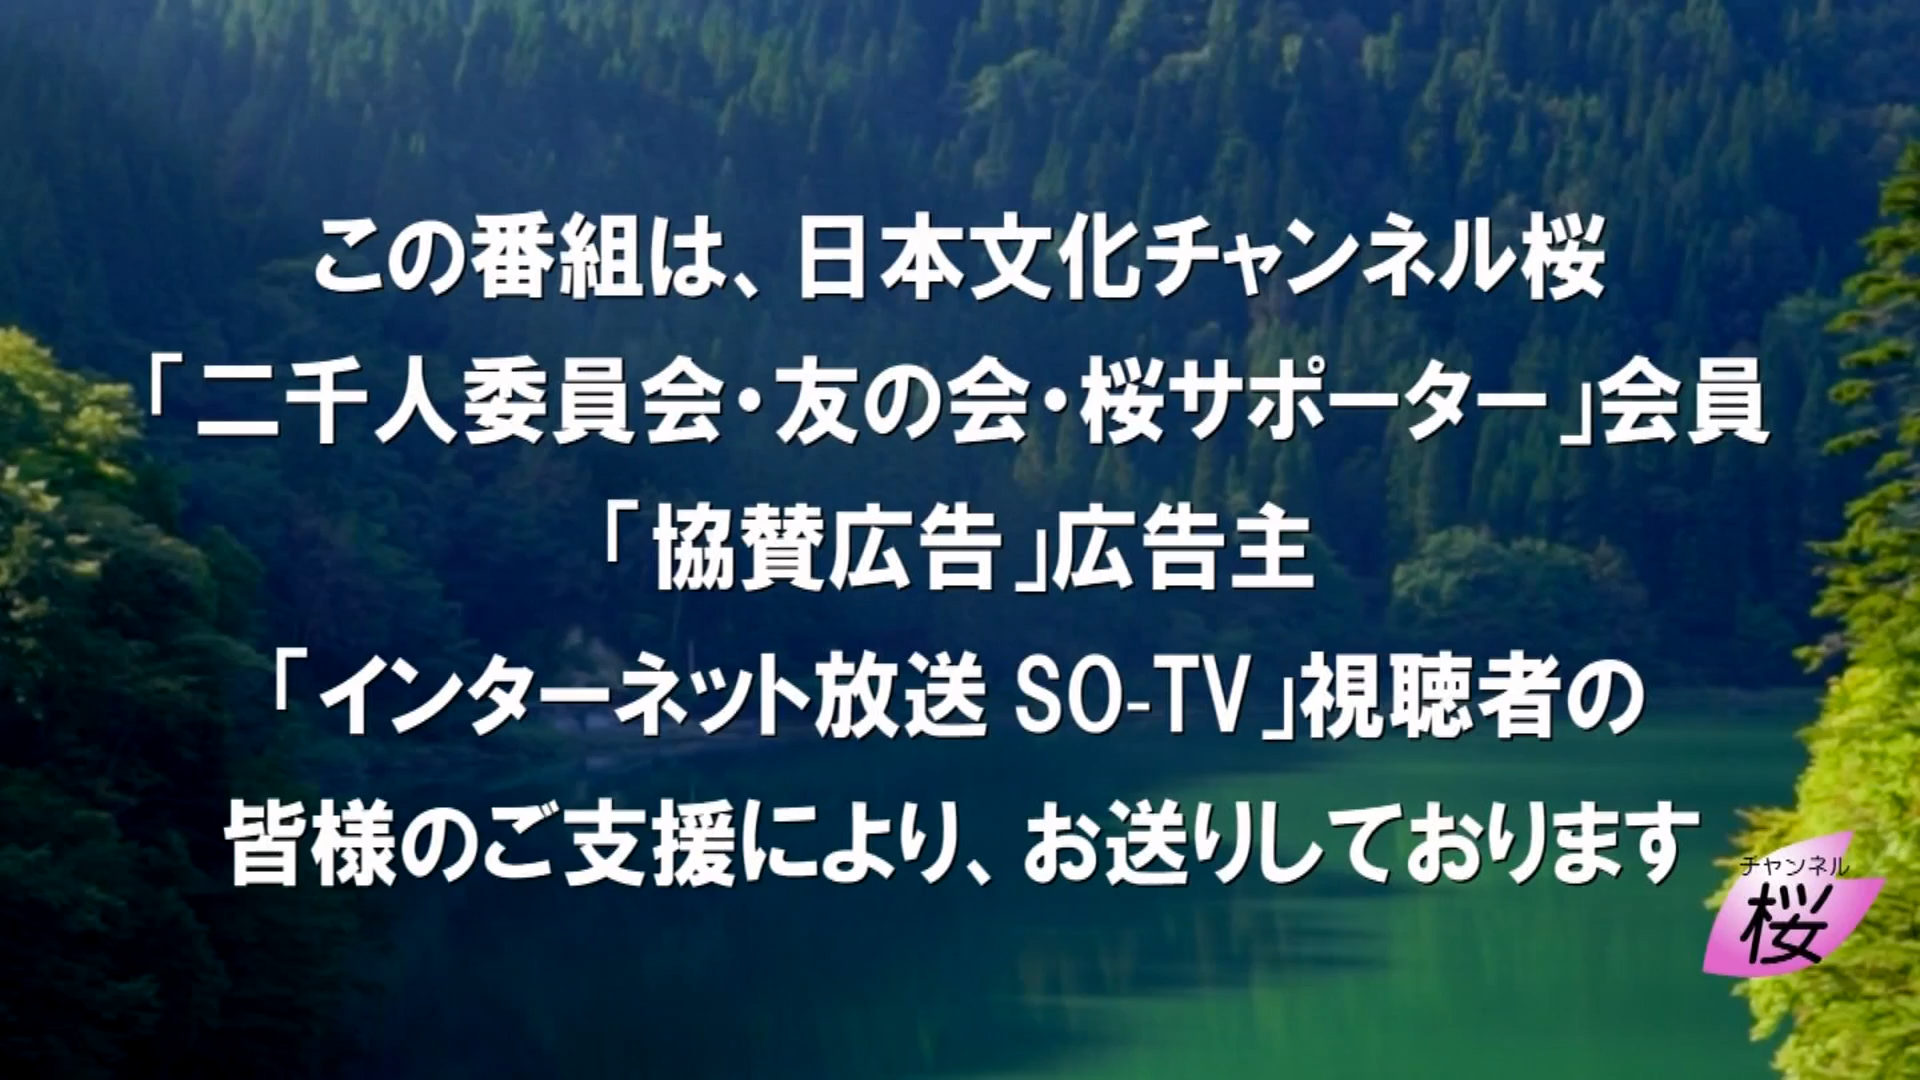 この番組は、日本文化チャンネル桜
「二千人委員会・友の会・桜サポーター」会員
「協賛広告」広告主
「インターネット放送 SO-TV」視聴者の
皆様のご支援により、お送りしております
チャンネル
桜